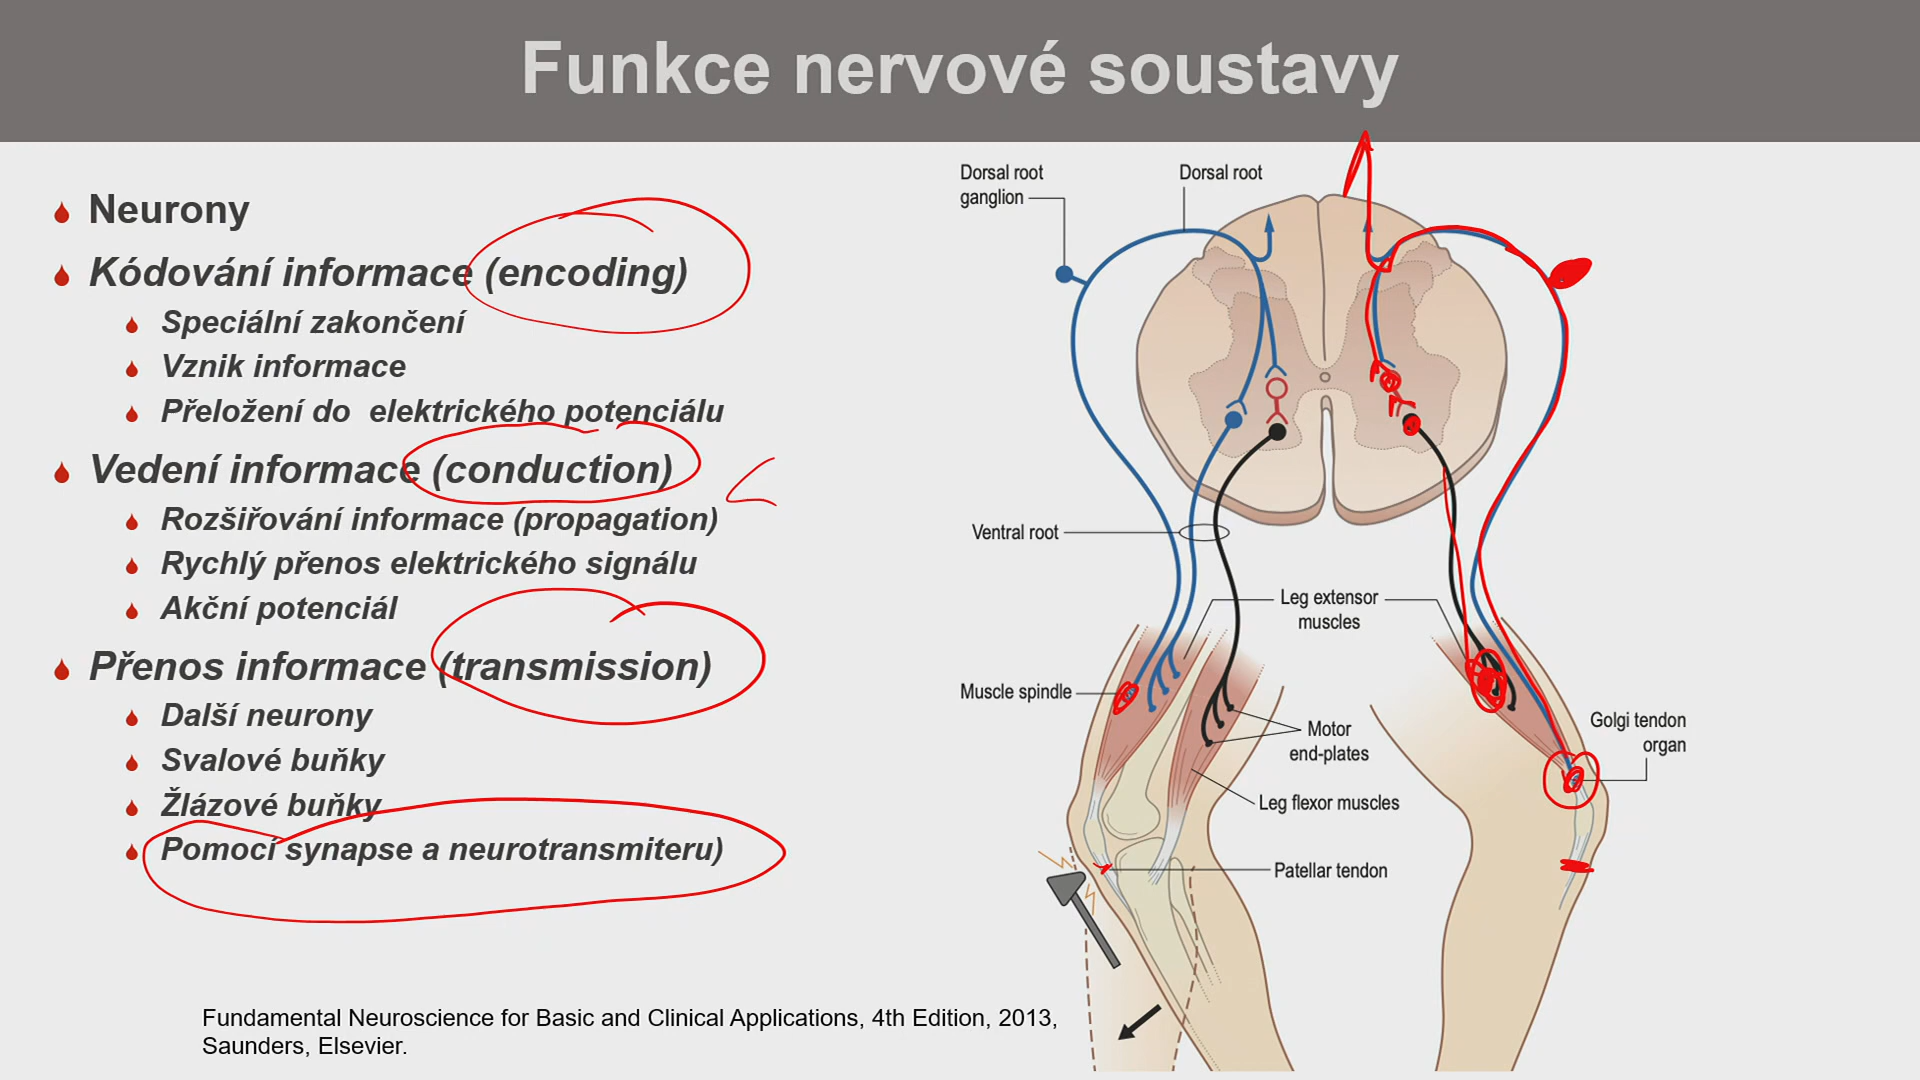 Funkce nervové soustavy
Neurony
Kódování informace (encoding)
Speciální zakončení
Vznik informace
Přeložení do  elektrického potenciálu
Vedení informace (conduction)
Rozšiřování informace (propagation)
Rychlý přenos elektrického signálu
Akční potenciál
Přenos informace (transmission)
Další neurony
Svalové buňky
Žlázové buňky
Pomocí synapse a neurotransmiteru)
Fundamental Neuroscience for Basic and Clinical Applications, 4th Edition, 2013,
Saunders, Elsevier.
Dorsal root
ganglion
Dorsal root
Ventral root
Leg extensor
muscles
Muscle spindle
Motor
end-plates
Golgi tendon
organ
Leg flexor muscles
Patellar tendon